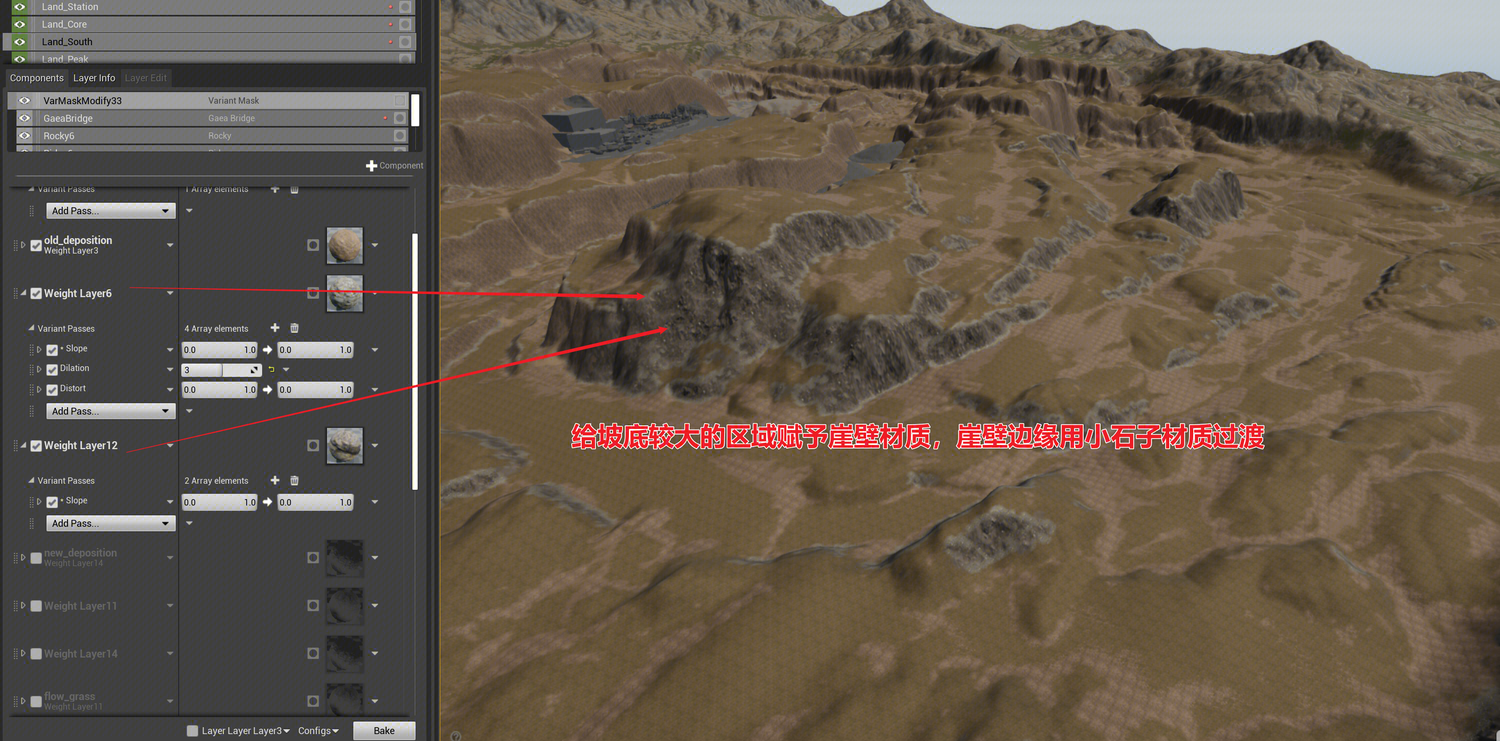 Land_Station
Land_Core
Land_South
Land_Peak
Components Layer Info Layer Edit
VarMaskModify33 Variant Mask
GaeaBridge Gaea Bridge
Rocky6 Rocky
Component
Variant Passes 1 Array elements
Add Pass...
old_deposition
Weight Layer3
Weight Layer6
Variant Passes 4 Array elements
* Slope 0.0 1.0 0.0 1.0
Dilation 3
Distort 0.0 1.0 0.0 1.0
Add Pass...
Weight Layer12
Variant Passes 2 Array elements
* Slope 0.0 1.0 0.0 1.0
Add Pass...
new_deposition
Weight Layer14
Weight Layer11
Weight Layer14
flow_grass
Weight Layer11
Layer Layer Layer3 Configs Bake
给坡底较大的区域赋予崖壁材质，崖壁边缘用小石子材质过渡